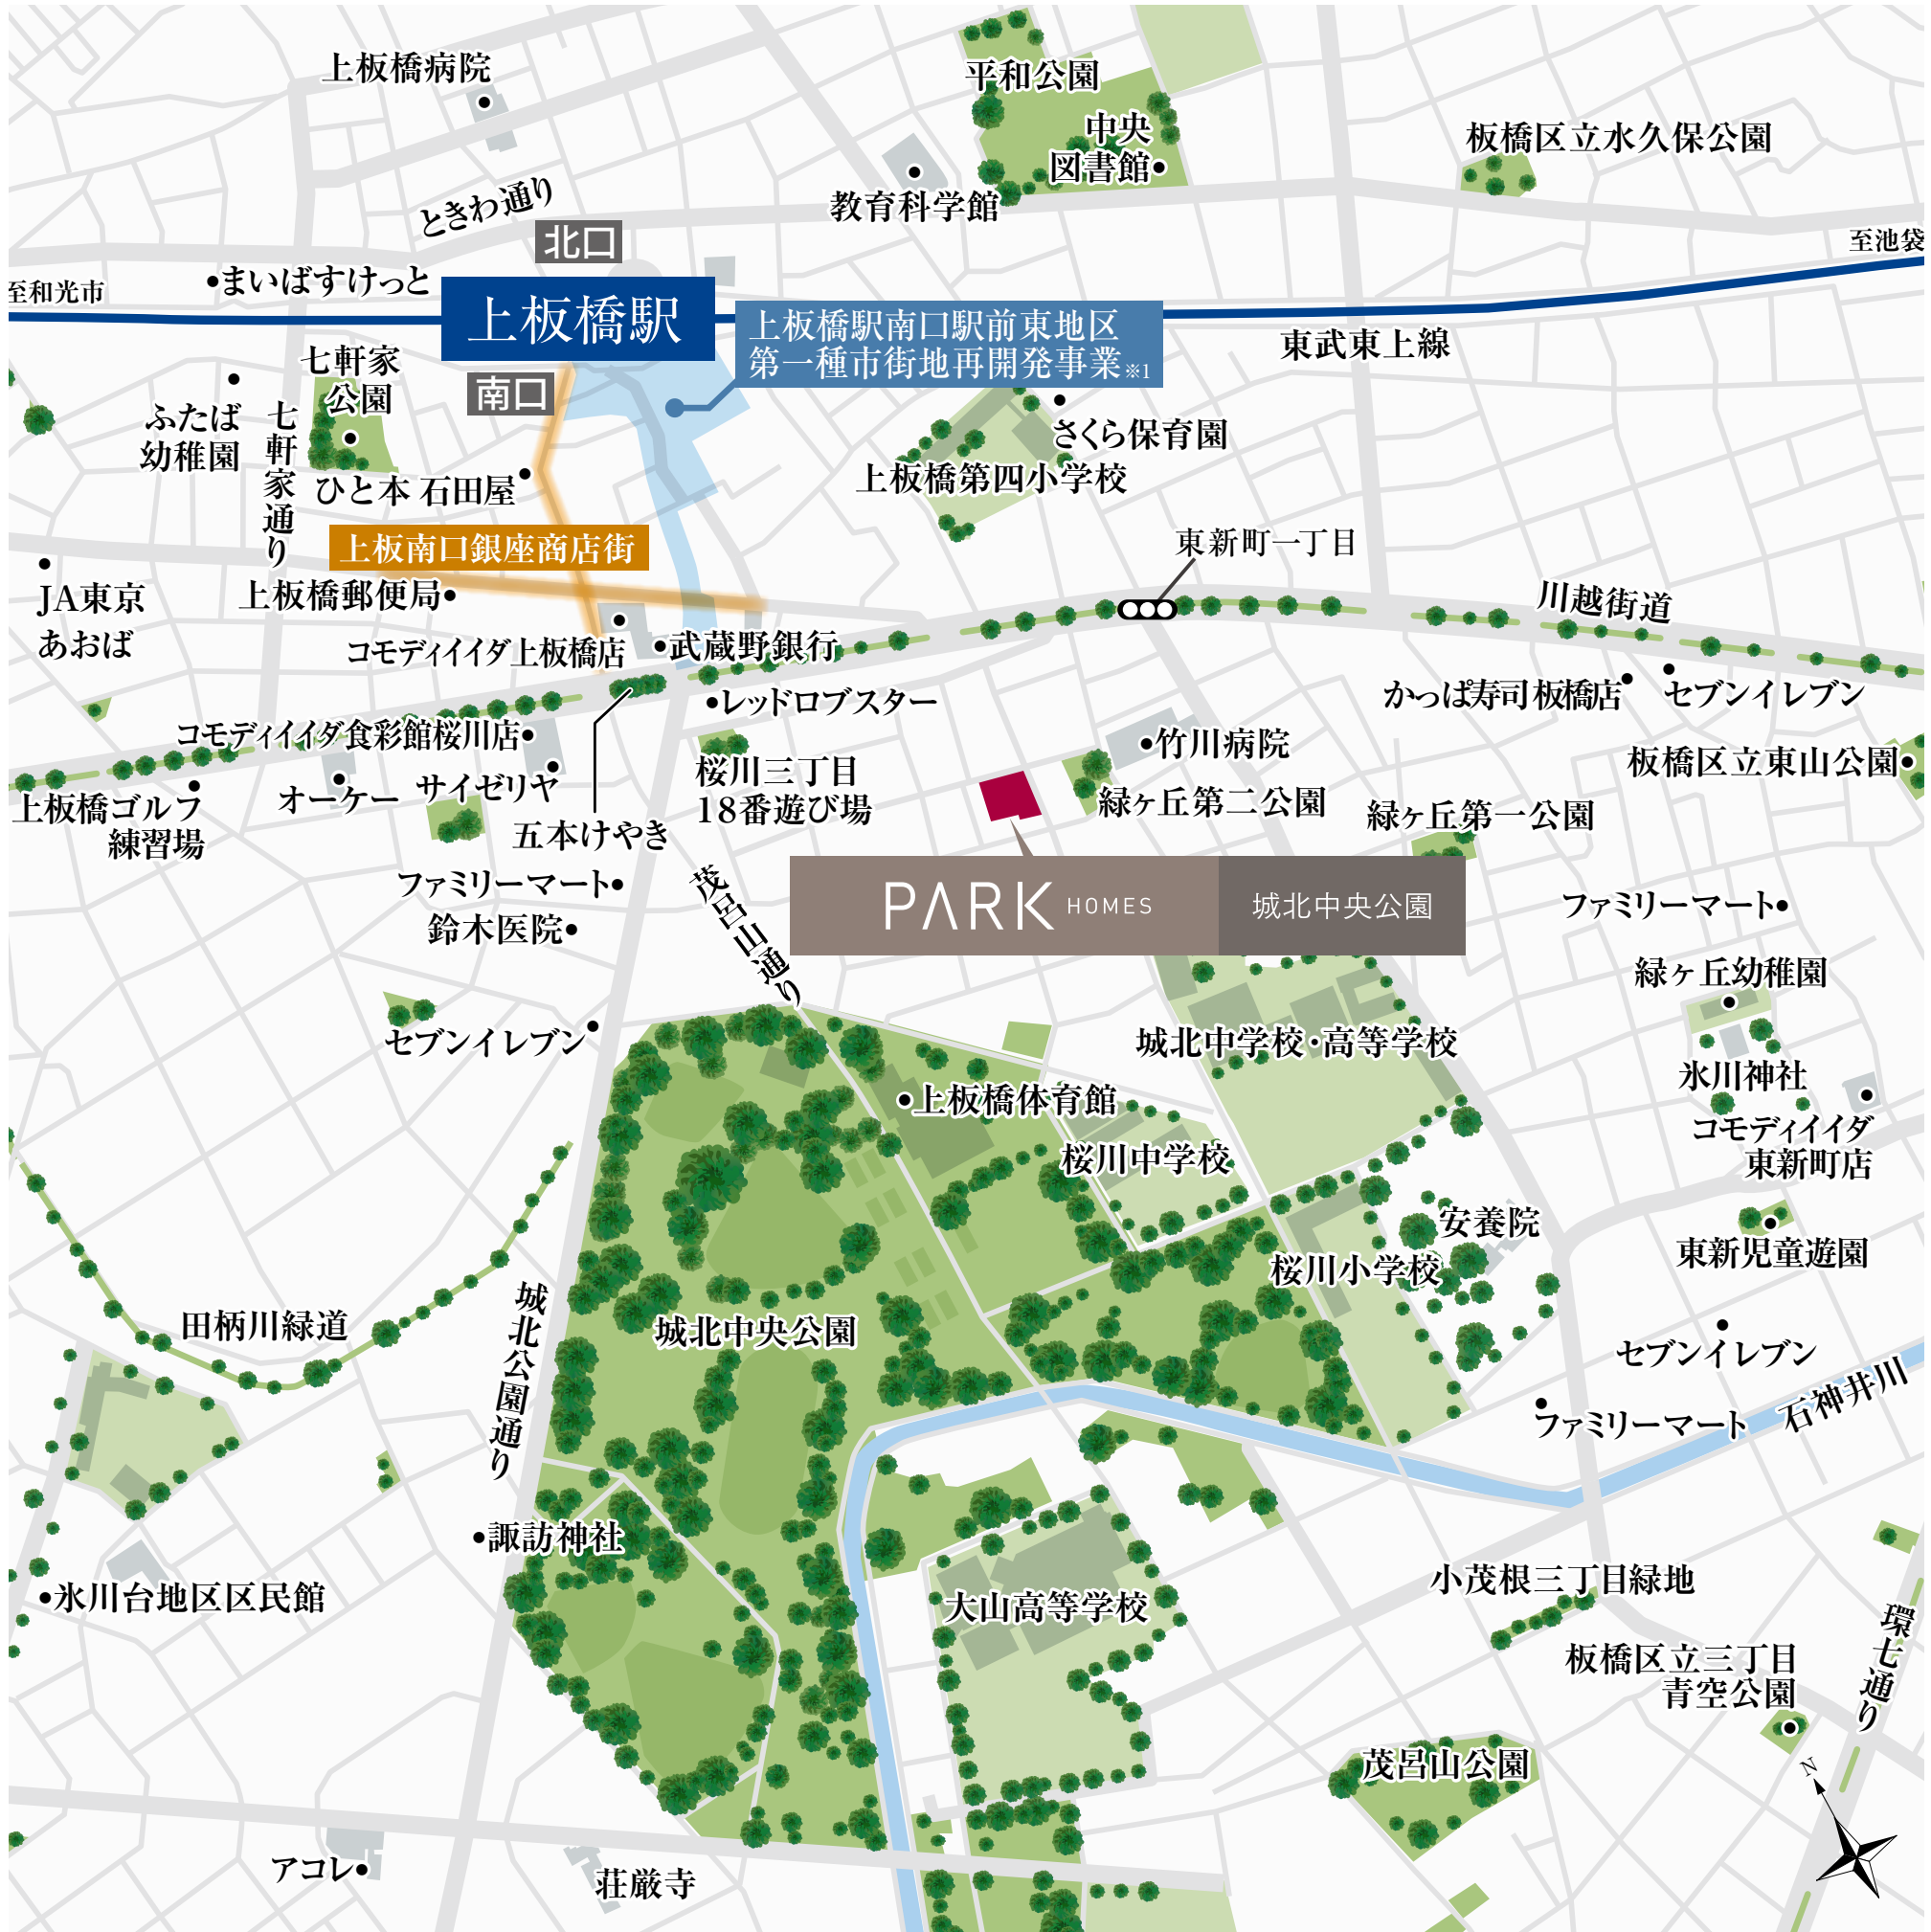 上板橋病院
平和公園
中央
図書館
板橋区立水久保公園
教育科学館
ときわ通り
北口
至池袋
まいばすけっと
至和光市
上板橋駅
上板橋駅南口駅前東地区
第一種市街地再開発事業※1
東武東上線
南口
七軒家
公園
ふたば
幼稚園
七軒家通り
さくら保育園
上板橋第四小学校
ひと本 石田屋
上板南口銀座商店街
東新町一丁目
JA東京
あおば
上板橋郵便局
川越街道
コモディイイダ上板橋店
武蔵野銀行
レッドロブスター
かっぱ寿司 板橋店
セブンイレブン
コモディイイダ食彩館桜川店
竹川病院
板橋区立東山公園
桜川三丁目
18番遊び場
オーケー
サイゼリヤ
上板橋ゴルフ
練習場
五本けやき
緑ヶ丘第二公園
緑ヶ丘第一公園
ファミリーマート
鈴木医院
茂呂山通り
PARK HOMES
城北中央公園
ファミリーマート
緑ヶ丘幼稚園
セブンイレブン
城北中学校・高等学校
氷川神社
上板橋体育館
コモディイイダ
東新町店
桜川中学校
安養院
東新児童遊園
桜川小学校
田柄川緑道
城北公園通り
城北中央公園
セブンイレブン
石神井川
ファミリーマート
諏訪神社
氷川台地区区民館
大山高等学校
小茂根三丁目緑地
環七通り
板橋区立三丁目
青空公園
茂呂山公園
N
アコレ
荘厳寺